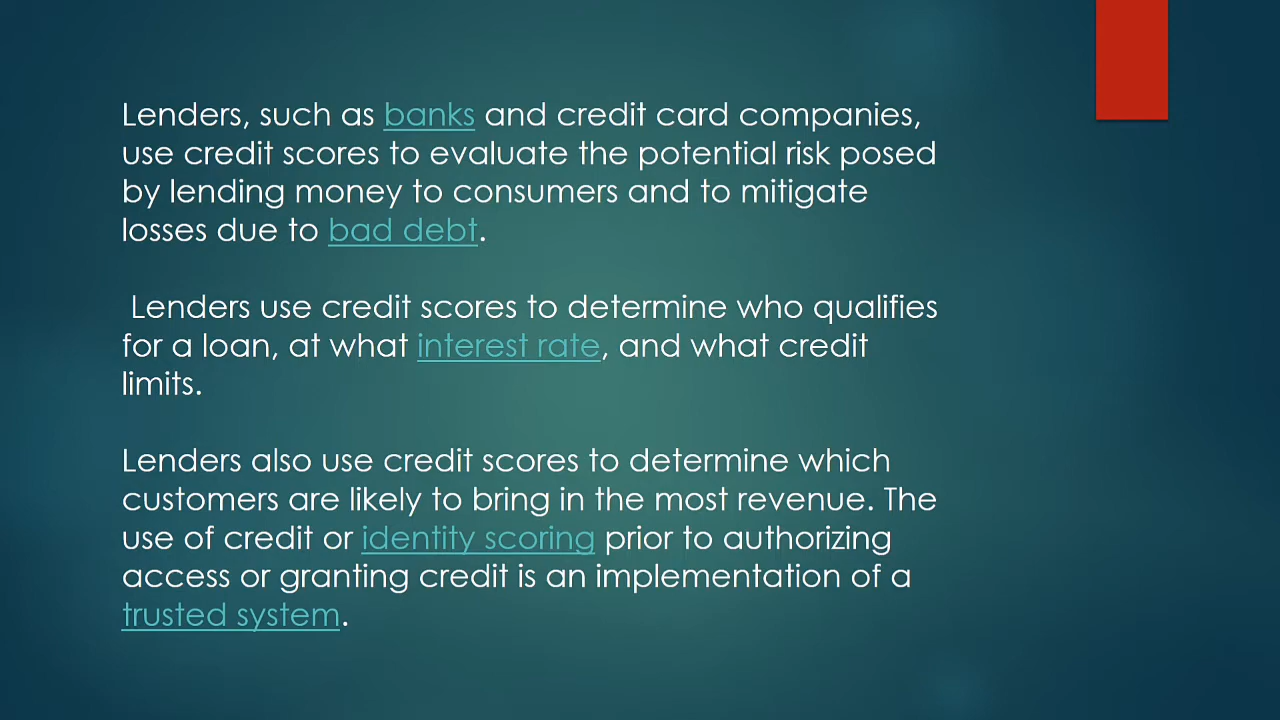 Lenders, such as banks and credit card companies,
use credit scores to evaluate the potential risk posed
by lending money to consumers and to mitigate
losses due to bad debt.
Lenders use credit scores to determine who qualifies
for a loan, at what interest rate, and what credit
limits.
Lenders also use credit scores to determine which
customers are likely to bring in the most revenue. The
use of credit or identity scoring prior to authorizing
access or granting credit is an implementation of a
trusted system.